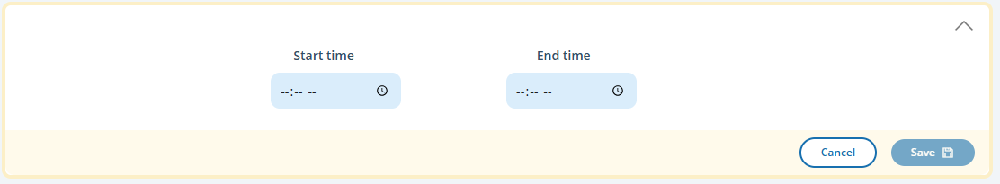 Start time End time
--:-- -- --:-- --
Cancel Save